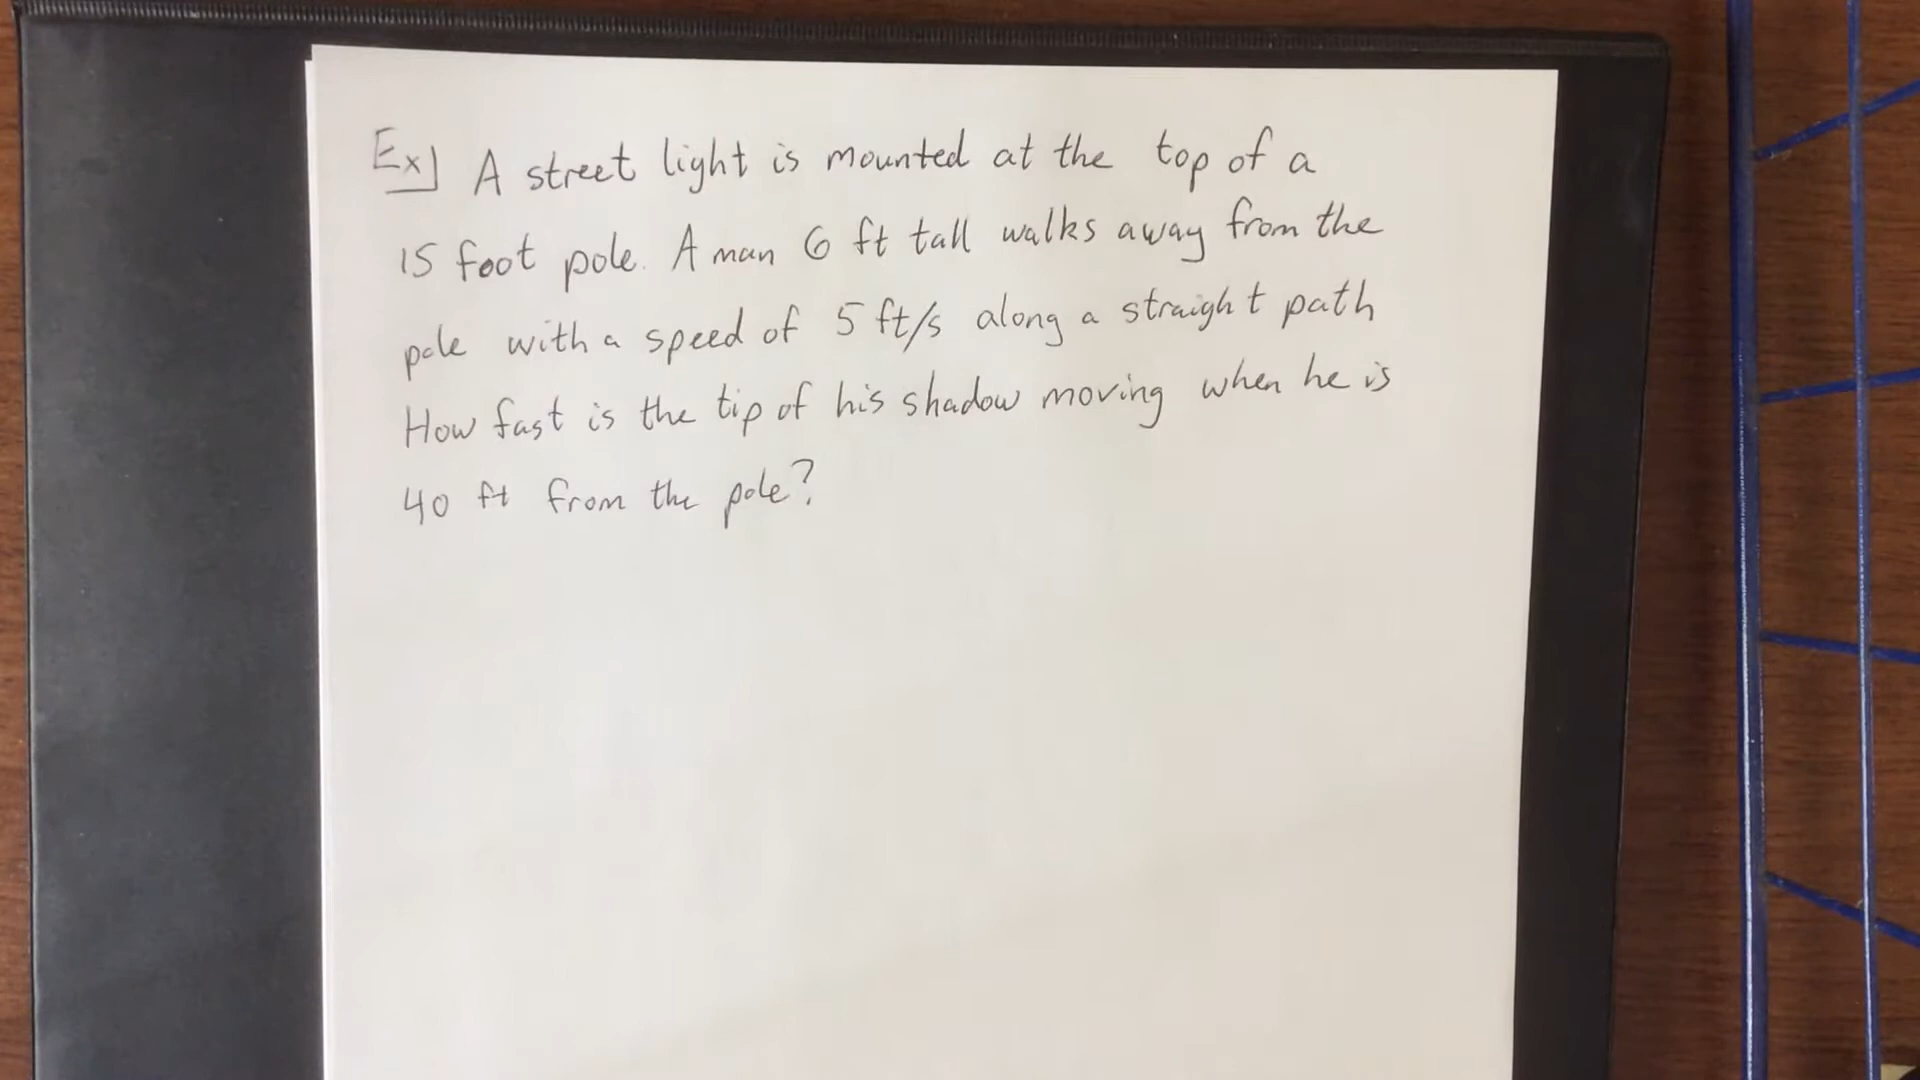 Ex] A street light is mounted at the top of a
15 foot pole. A man 6 ft tall walks away from the
pole with a speed of 5 ft/s along a straight path
How fast is the tip of his shadow moving when he is
40 ft from the pole?